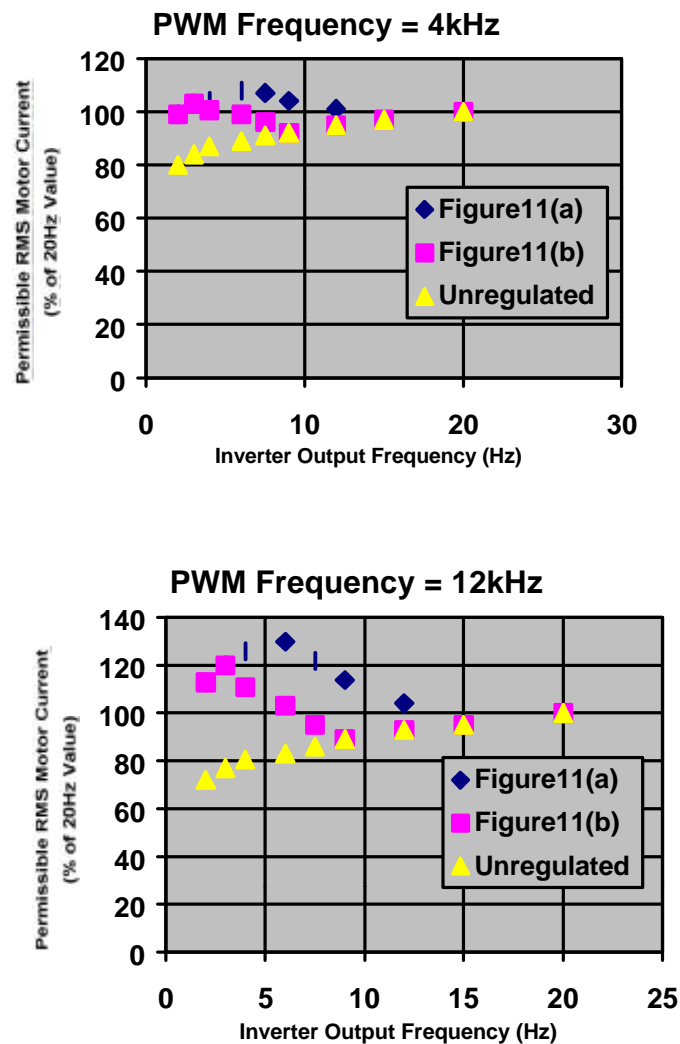 PWM Frequency = 4kHz
Permissible RMS Motor Current
(% of 20Hz Value)
120
100
80
60
40
20
0
Figure11(a)
Figure11(b)
Unregulated
0 10 20 30
Inverter Output Frequency (Hz)
PWM Frequency = 12kHz
Permissible RMS Motor Current
(% of 20Hz Value)
140
120
100
80
60
40
20
0
Figure11(a)
Figure11(b)
Unregulated
0 5 10 15 20 25
Inverter Output Frequency (Hz)